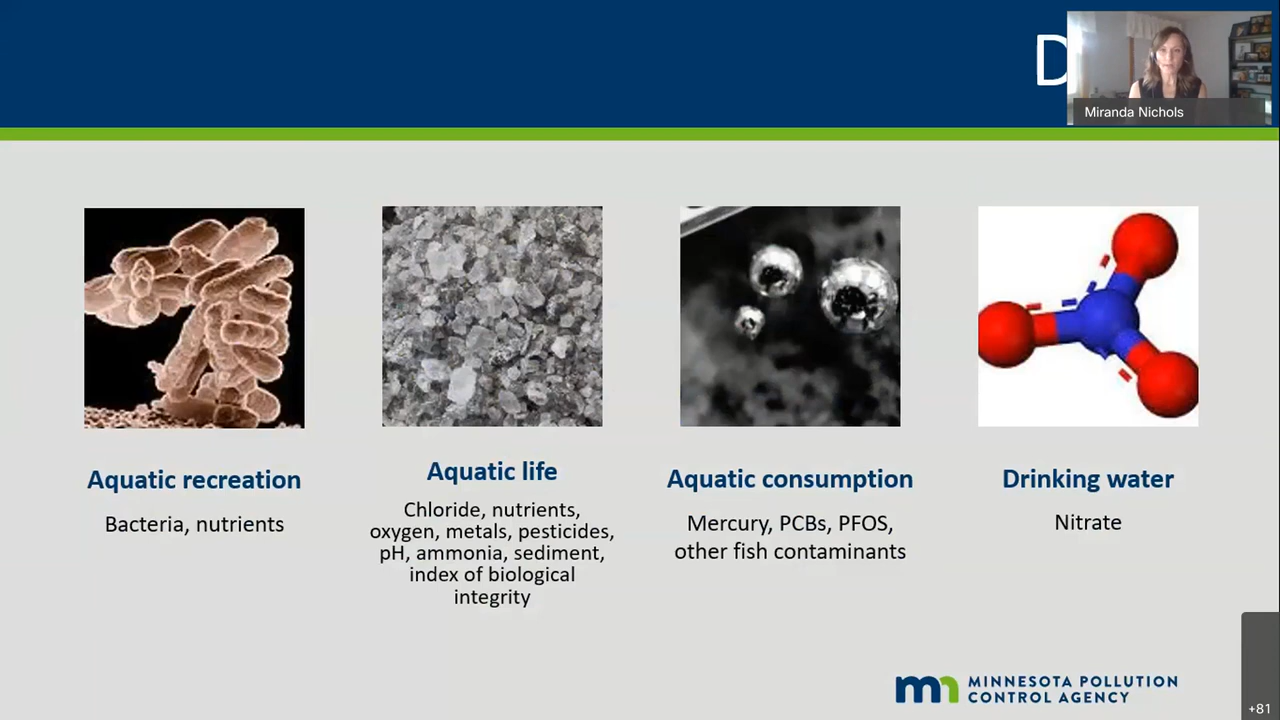 D
Miranda Nichols
Aquatic recreation
Bacteria, nutrients
Aquatic life
Chloride, nutrients,
oxygen, metals, pesticides,
pH, ammonia, sediment,
index of biological
integrity
Aquatic consumption
Mercury, PCBs, PFOS,
other fish contaminants
Drinking water
Nitrate
mn MINNESOTA POLLUTION
CONTROL AGENCY
+81